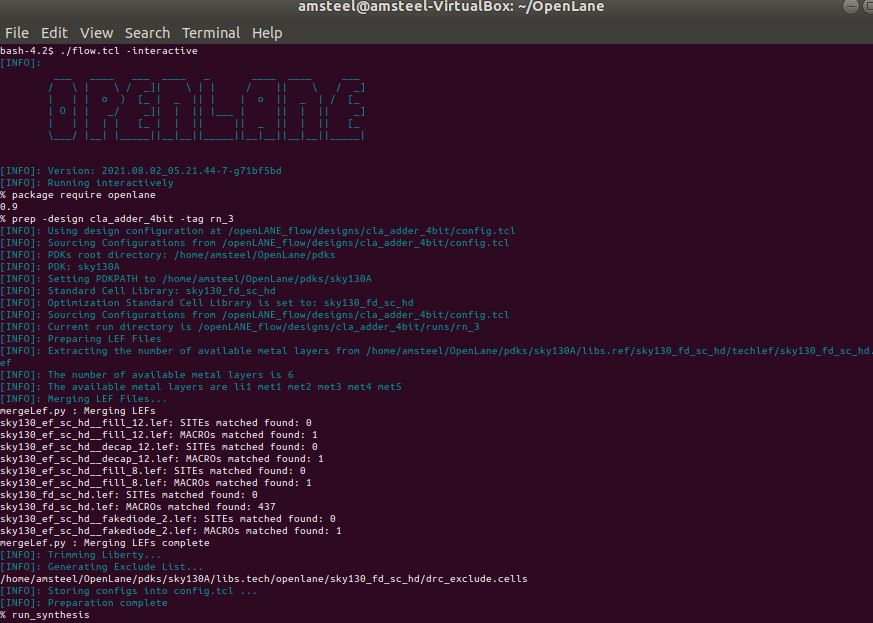 amsteel@amsteel-VirtualBox: ~/OpenLane
File Edit View Search Terminal Help
bash-4.2$ ./flow.tcl -interactive
[INFO]:
[INFO]: Version: 2021.08.02_05.21.44-7-g71bf5bd
[INFO]: Running interactively
% package require openlane
0.9
% prep -design cla_adder_4bit -tag rn_3
[INFO]: Using design configuration at /openLANE_flow/designs/cla_adder_4bit/config.tcl
[INFO]: Sourcing Configurations from /openLANE_flow/designs/cla_adder_4bit/config.tcl
[INFO]: PDKs root directory: /home/amsteel/OpenLane/pdks
[INFO]: PDK: sky130A
[INFO]: Setting PDKPATH to /home/amsteel/OpenLane/pdks/sky130A
[INFO]: Standard Cell Library: sky130_fd_sc_hd
[INFO]: Optimization Standard Cell Library is set to: sky130_fd_sc_hd
[INFO]: Sourcing Configurations from /openLANE_flow/designs/cla_adder_4bit/config.tcl
[INFO]: Current run directory is /openLANE_flow/designs/cla_adder_4bit/runs/rn_3
[INFO]: Preparing LEF Files
[INFO]: Extracting the number of available metal layers from /home/amsteel/OpenLane/pdks/sky130A/libs.ref/sky130_fd_sc_hd/techlef/sky130_fd_sc_hd.
ef
[INFO]: The number of available metal layers is 6
[INFO]: The available metal layers are li1 met1 met2 met3 met4 met5
[INFO]: Merging LEF Files...
mergeLef.py : Merging LEFs
sky130_ef_sc_hd__fill_12.lef: SITEs matched found: 0
sky130_ef_sc_hd__fill_12.lef: MACROs matched found: 1
sky130_ef_sc_hd__decap_12.lef: SITEs matched found: 0
sky130_ef_sc_hd__decap_12.lef: MACROs matched found: 1
sky130_ef_sc_hd__fill_8.lef: SITEs matched found: 0
sky130_ef_sc_hd__fill_8.lef: MACROs matched found: 1
sky130_fd_sc_hd.lef: SITEs matched found: 0
sky130_fd_sc_hd.lef: MACROs matched found: 437
sky130_ef_sc_hd__fakediode_2.lef: SITEs matched found: 0
sky130_ef_sc_hd__fakediode_2.lef: MACROs matched found: 1
mergeLef.py : Merging LEFs complete
[INFO]: Trimming Liberty...
[INFO]: Generating Exclude List...
/home/amsteel/OpenLane/pdks/sky130A/libs.tech/openlane/sky130_fd_sc_hd/drc_exclude.cells
[INFO]: Storing configs into config.tcl ...
[INFO]: Preparation complete
% run_synthesis